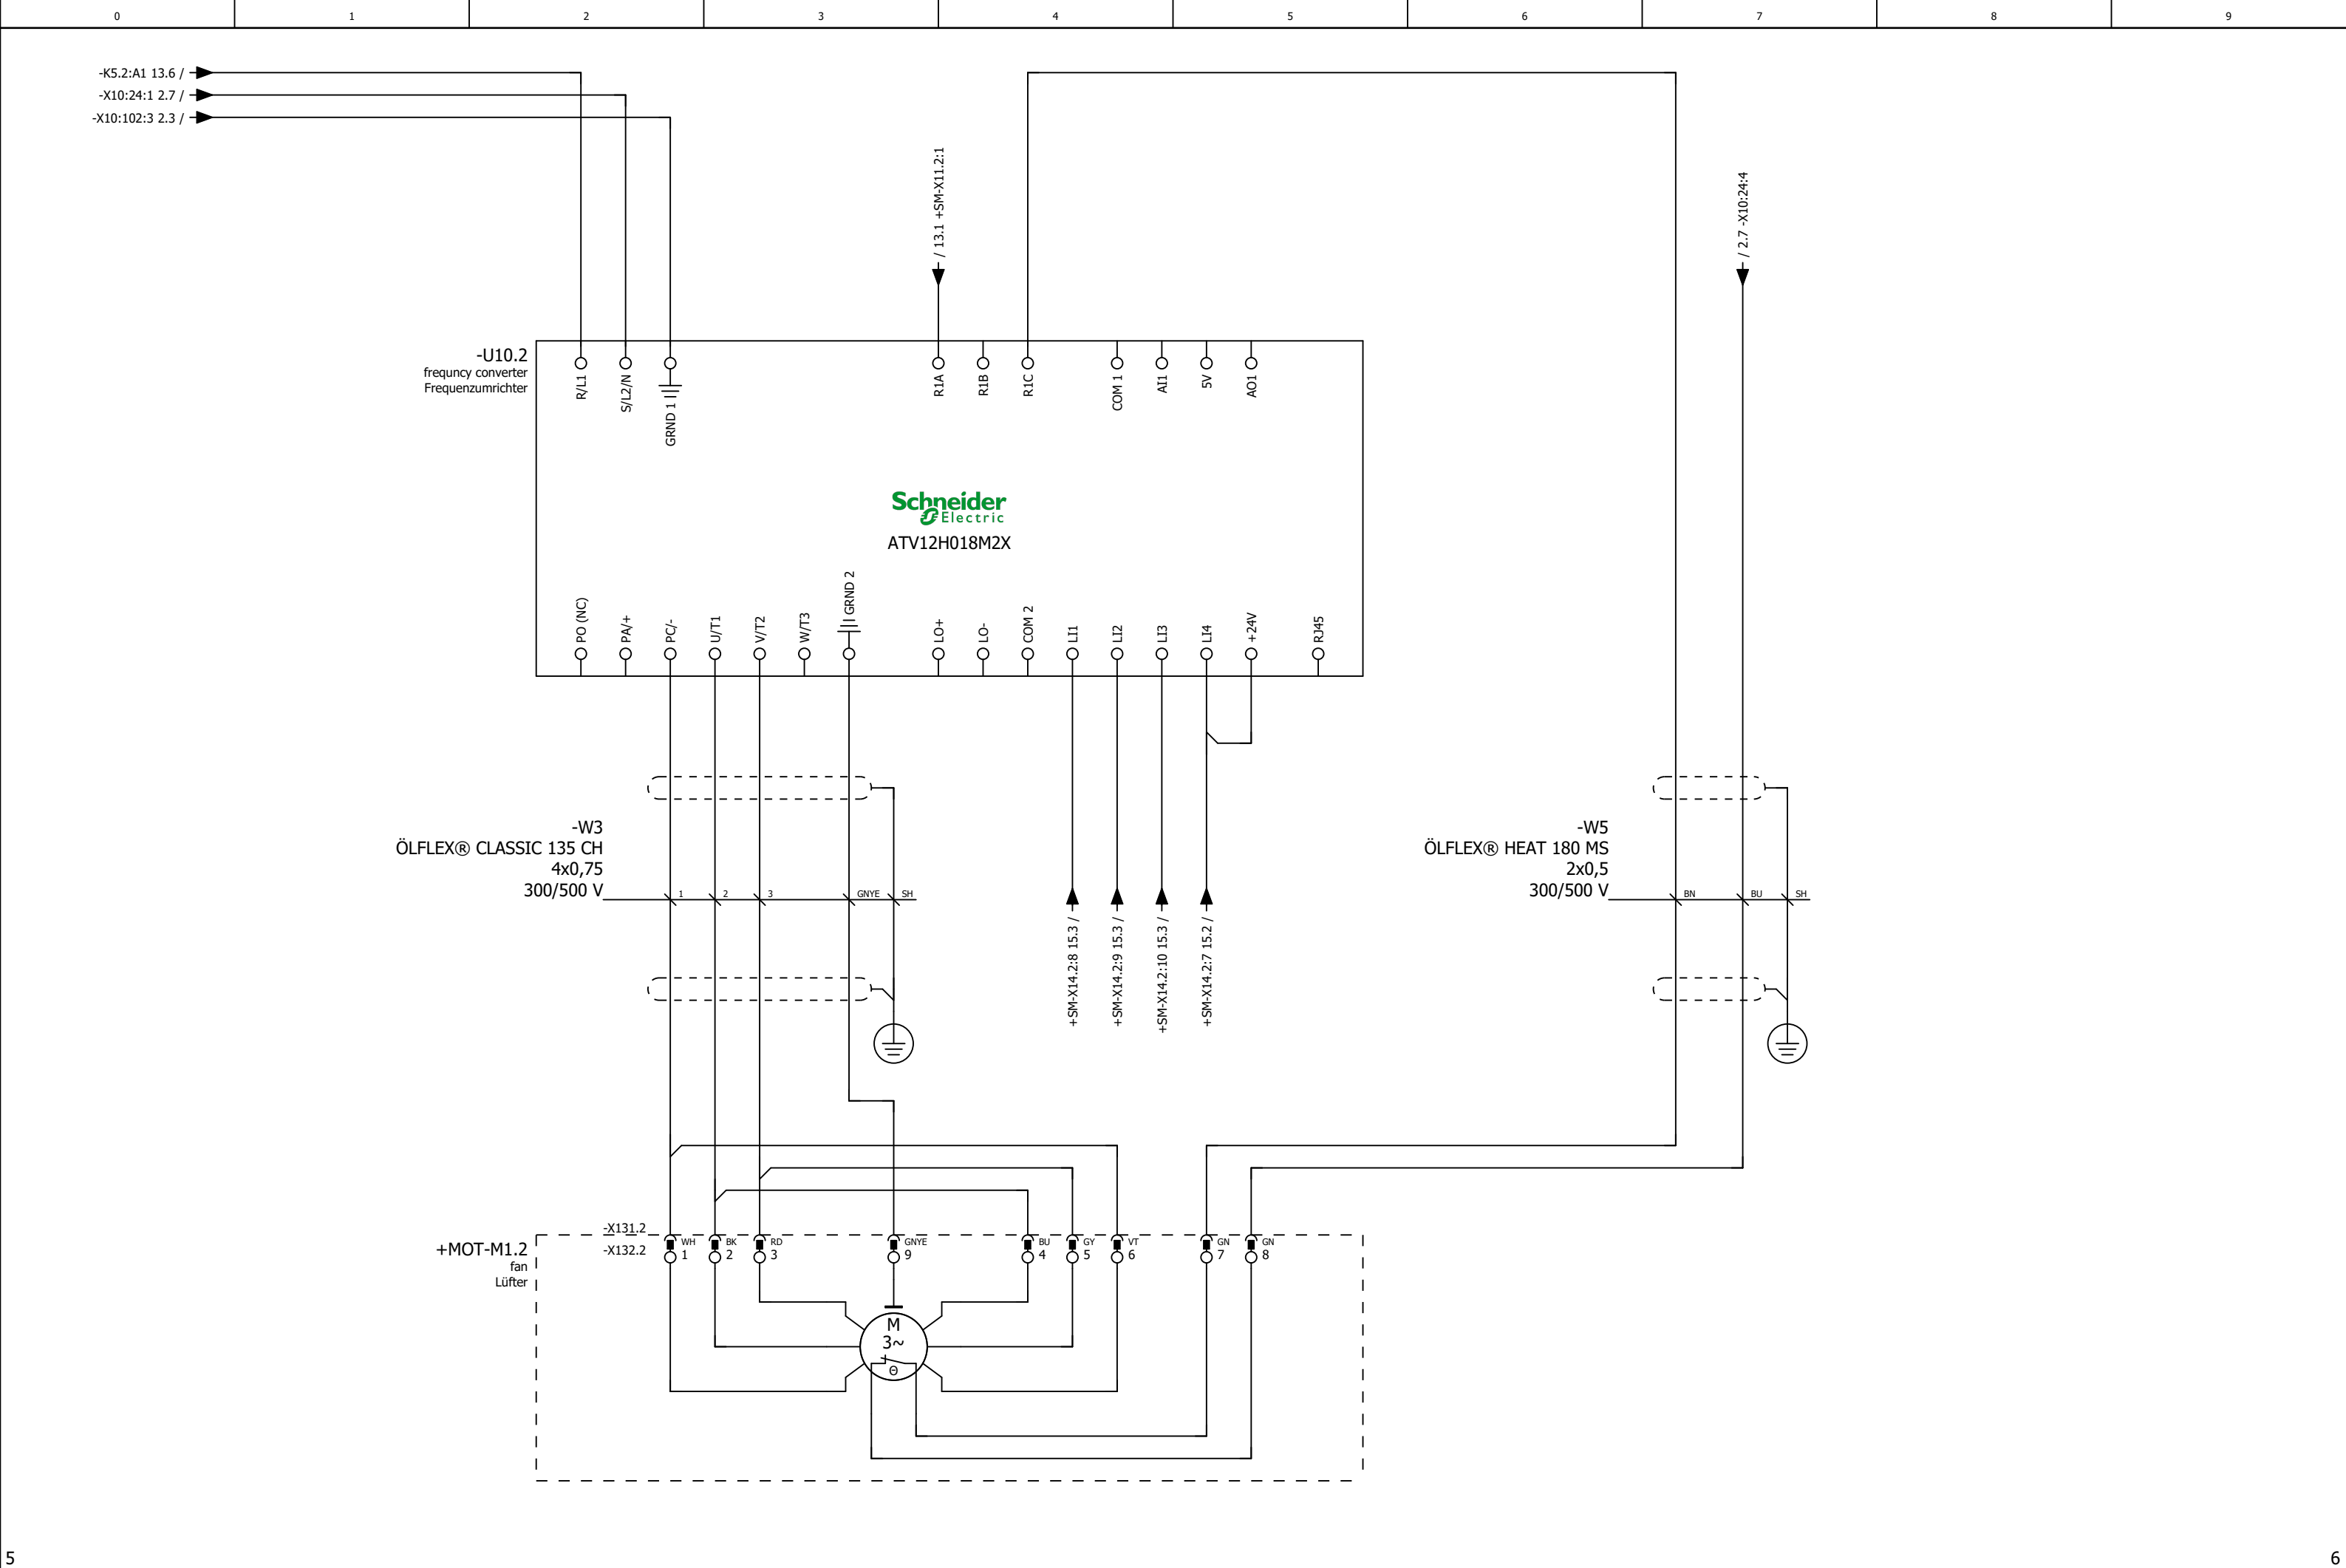 0 1 2 3 4 5 6 7 8 9
-K5.2:A1 13.6 /
-X10:24:1 2.7 /
-X10:102:3 2.3 /
/ 13.1 +SM-X11.2:1
/ 2.7 -X10:24:4
-U10.2
frequncy converter
Frequenzumrichter
R/L1
S/L2/N
GRND 1
R1A
R1B
R1C
COM 1
AI1
5V
AO1
Schneider
Electric
ATV12H018M2X
PO (NC)
PA/+
PC/-
U/T1
V/T2
W/T3
GRND 2
LO+
LO-
COM 2
LI1
LI2
LI3
LI4
+24V
RJ45
-W3
ÖLFLEX® CLASSIC 135 CH
4x0,75
300/500 V
1 2 3 GNYE SH
+SM-X14.2:8 15.3 /
+SM-X14.2:9 15.3 /
+SM-X14.2:10 15.3 /
+SM-X14.2:7 15.2 /
-W5
ÖLFLEX® HEAT 180 MS
2x0,5
300/500 V
BN BU SH
-X131.2
-X132.2
+MOT-M1.2
fan
Lüfter
WH BK RD GNYE BU GY VT GN GN
1 2 3 9 4 5 6 7 8
M
3~
Θ
5 6